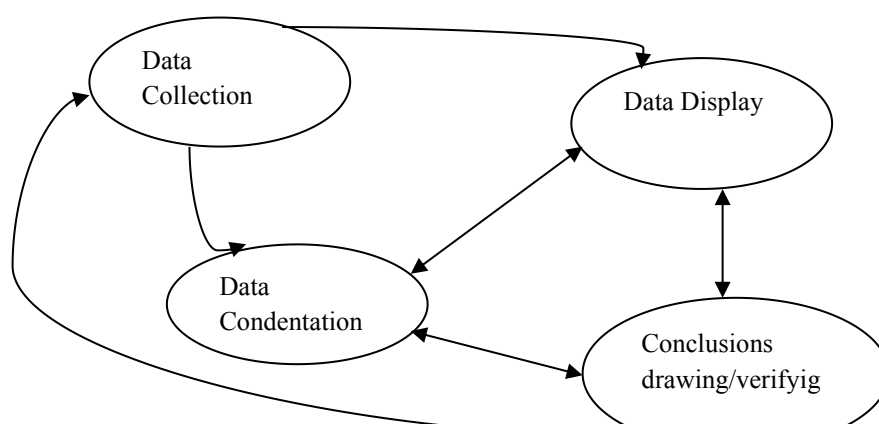 Data
Collection
Data Display
Data
Condentation
Conclusions
drawing/verifyig